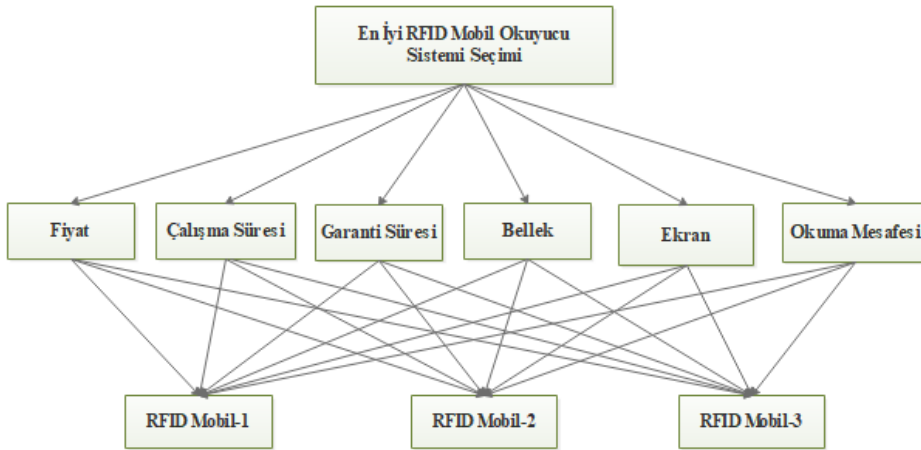 En İyi RFID Mobil Okuyucu
Sistemi Seçimi
Fiyat
Çalışma Süresi
Garanti Süresi
Bellek
Ekran
Okuma Mesafesi
RFID Mobil-1
RFID Mobil-2
RFID Mobil-3